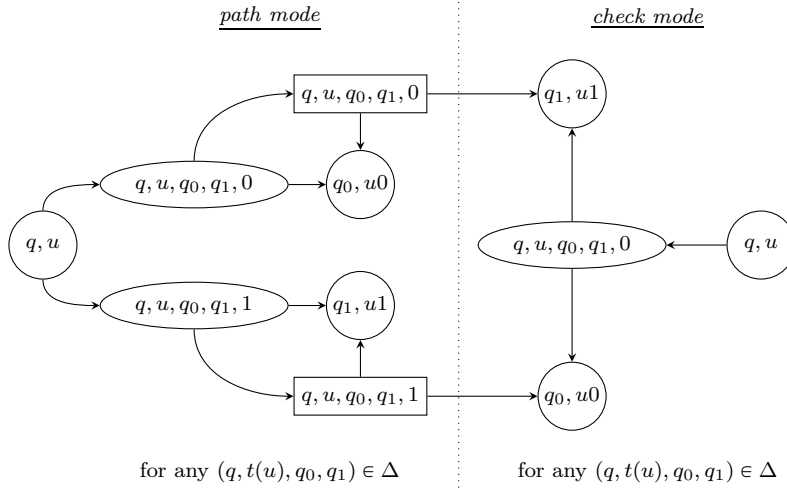 path mode
check mode
q, u, q₀, q₁, 0
q₁, u1
q, u, q₀, q₁, 0
q₀, u0
q, u
q, u, q₀, q₁, 0
q, u
q, u, q₀, q₁, 1
q₁, u1
q, u, q₀, q₁, 1
q₀, u0
for any (q, t(u), q₀, q₁) ∈ Δ
for any (q, t(u), q₀, q₁) ∈ Δ